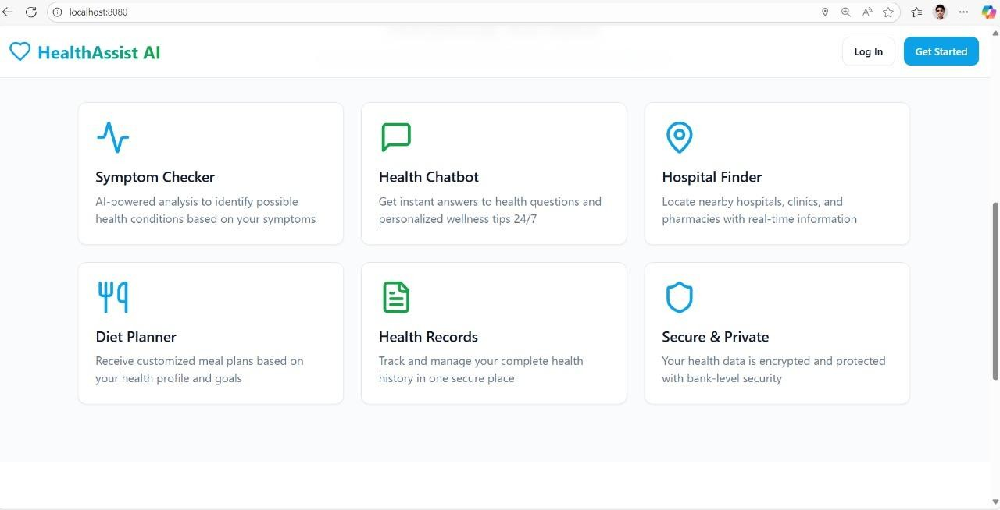 localhost:8080
HealthAssist AI
Log In
Get Started
Symptom Checker
AI-powered analysis to identify possible
health conditions based on your symptoms
Health Chatbot
Get instant answers to health questions and
personalized wellness tips 24/7
Hospital Finder
Locate nearby hospitals, clinics, and
pharmacies with real-time information
Diet Planner
Receive customized meal plans based on
your health profile and goals
Health Records
Track and manage your complete health
history in one secure place
Secure & Private
Your health data is encrypted and protected
with bank-level security